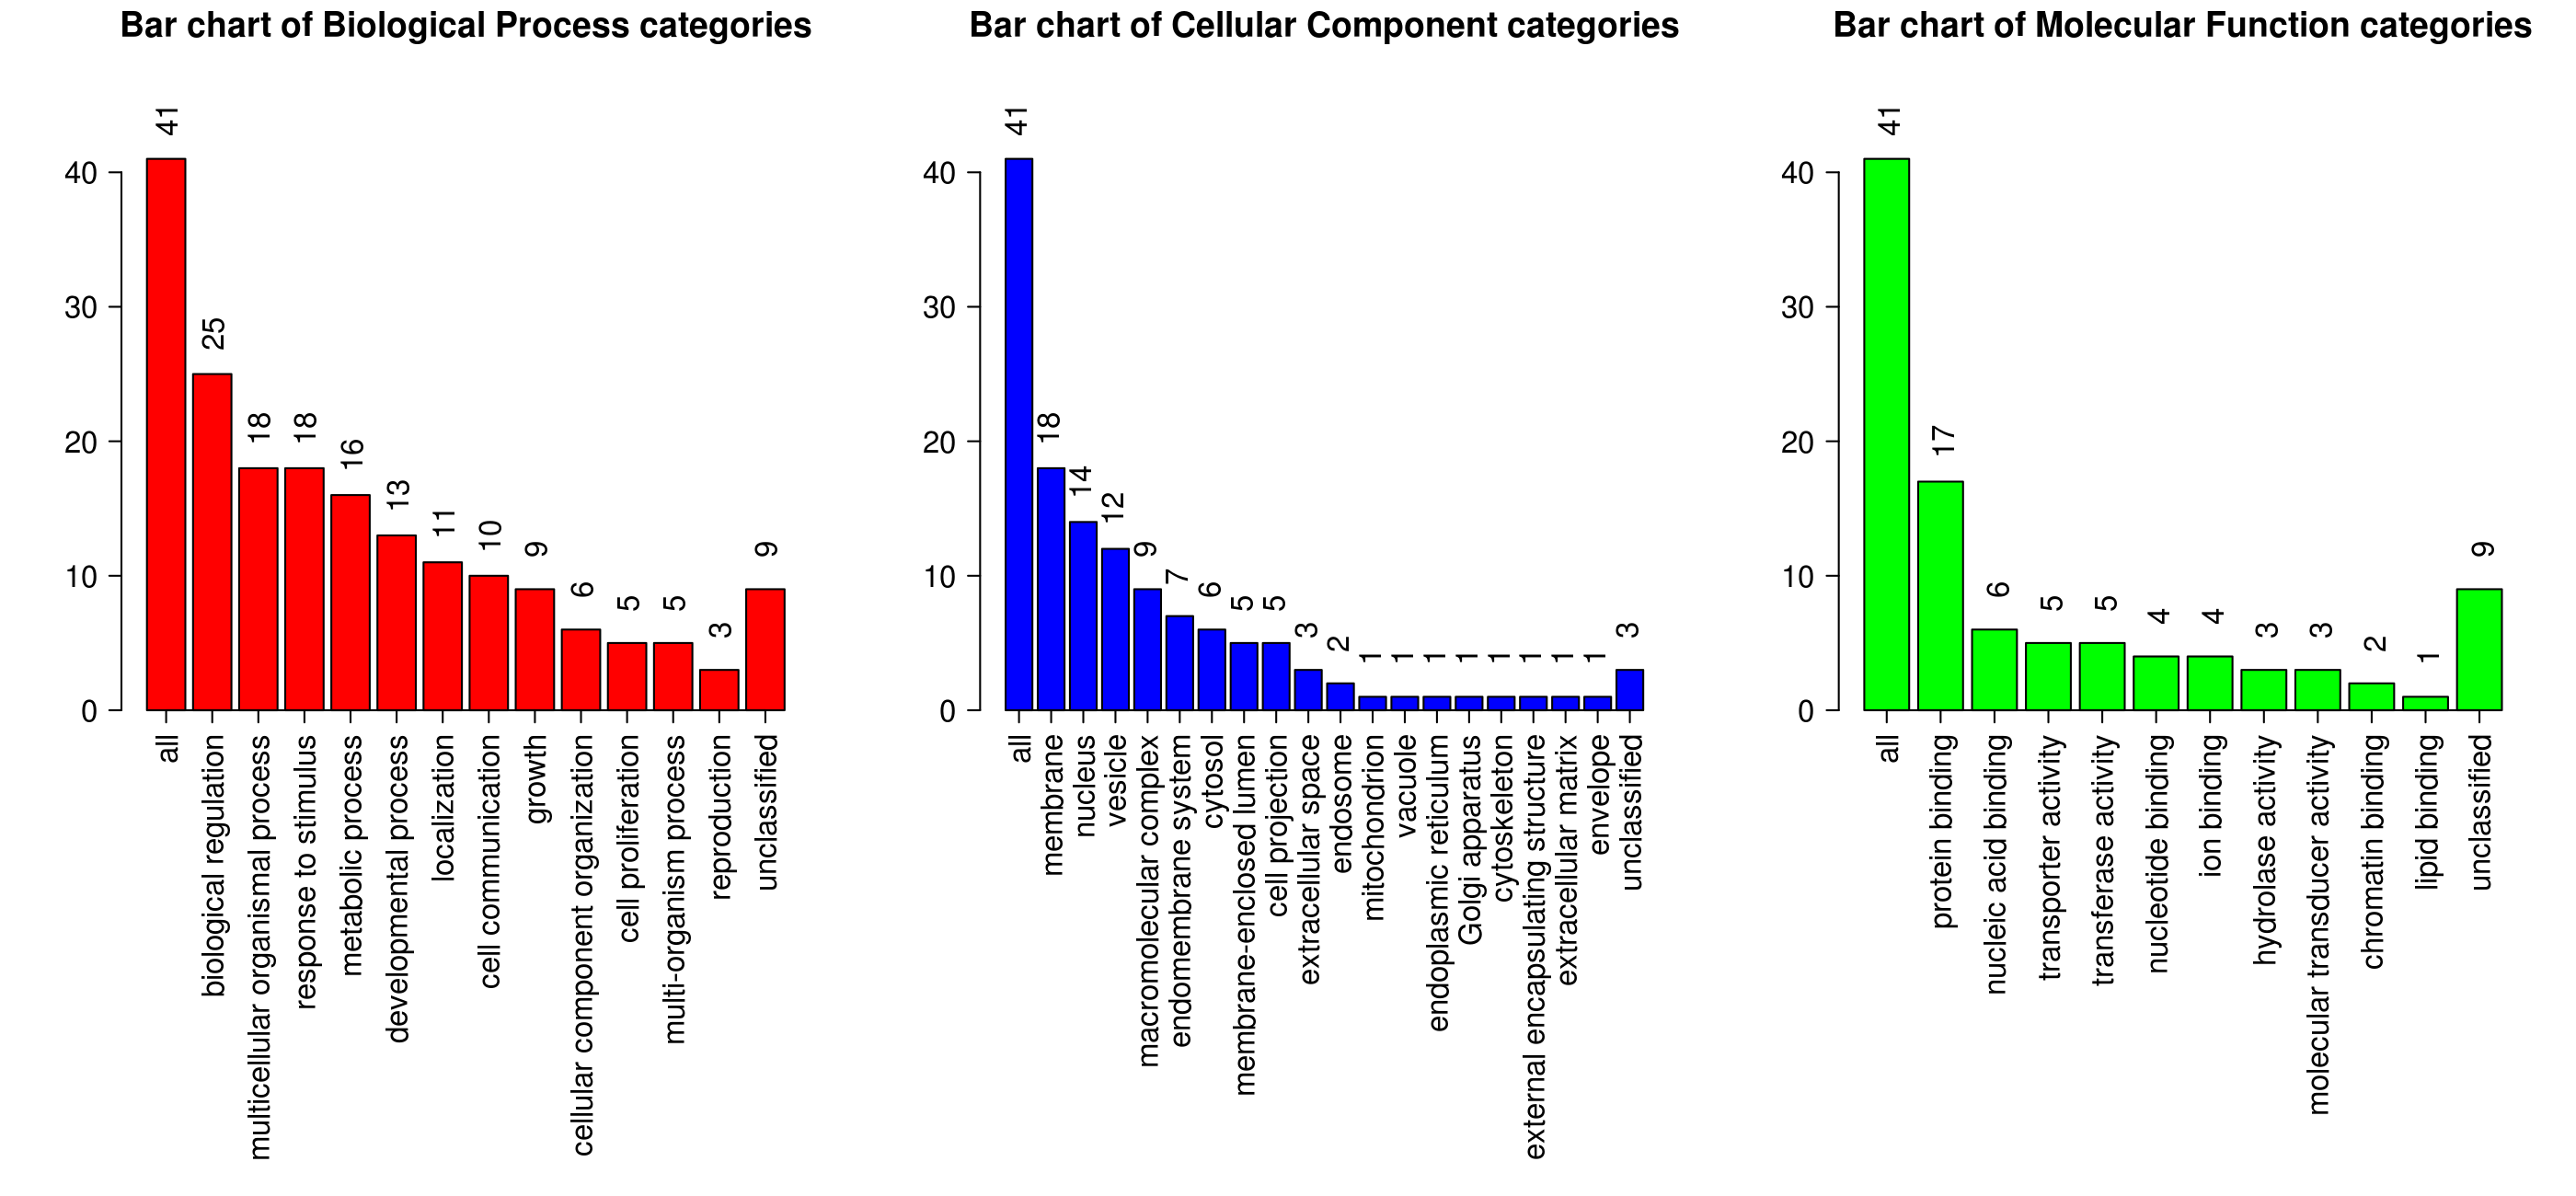 Bar chart of Biological Process categories
41
25
18
18
16
13
11
10
9
6
5
5
3
9
40
30
20
10
0
all
biological regulation
multicellular organismal process
response to stimulus
metabolic process
developmental process
localization
cell communication
growth
cellular component organization
cell proliferation
multi-organism process
reproduction
unclassified
Bar chart of Cellular Component categories
41
18
14
12
9
7
6
5
5
3
2
1
1
1
1
1
1
1
1
3
40
30
20
10
0
all
membrane
nucleus
vesicle
macromolecular complex
endomembrane system
cytosol
membrane-enclosed lumen
cell projection
extracellular space
endosome
mitochondrion
vacuole
endoplasmic reticulum
Golgi apparatus
cytoskeleton
external encapsulating structure
extracellular matrix
envelope
unclassified
Bar chart of Molecular Function categories
41
17
6
5
5
4
4
3
3
2
1
9
40
30
20
10
0
all
protein binding
nucleic acid binding
transporter activity
transferase activity
nucleotide binding
ion binding
hydrolase activity
molecular transducer activity
chromatin binding
lipid binding
unclassified